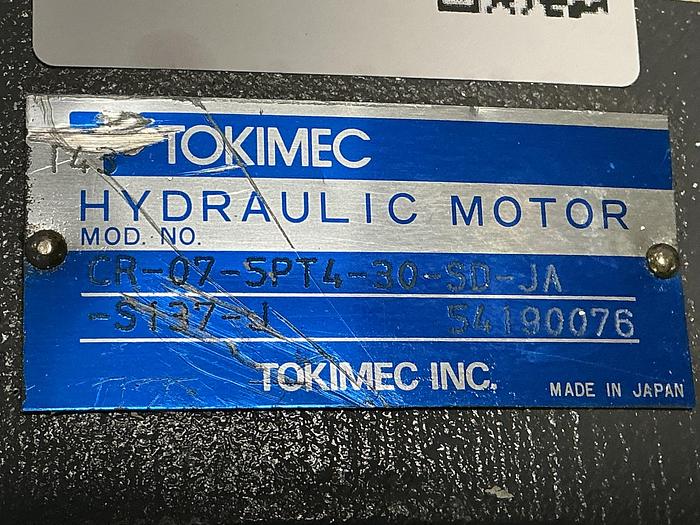 TOKIMEC
HYDRAULIC MOTOR
MOD. NO.
CR-07-5PT4-30-SD-JA
-S137-J 54190076
TOKIMEC INC.
MADE IN JAPAN